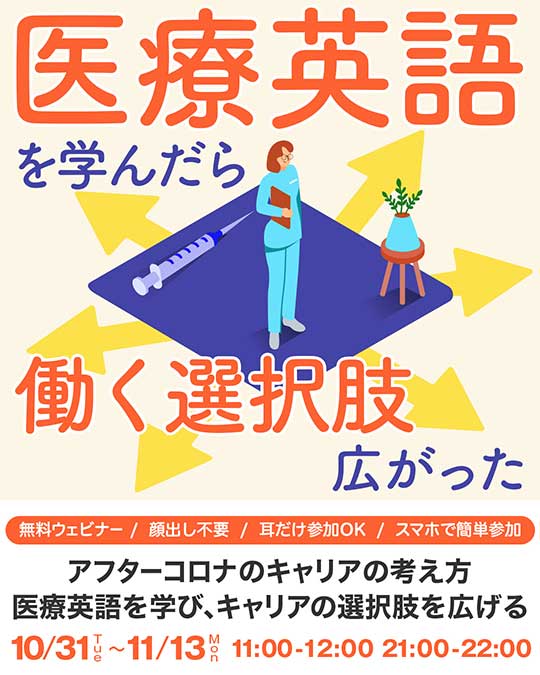 医療英語
を学んだら
働く選択肢
広がった
無料ウェビナー / 顔出し不要 / 耳だけ参加OK / スマホで簡単参加
アフターコロナのキャリアの考え方
医療英語を学び、キャリアの選択肢を広げる
10/31 Tue ～11/13 Mon 11:00-12:00 21:00-22:00